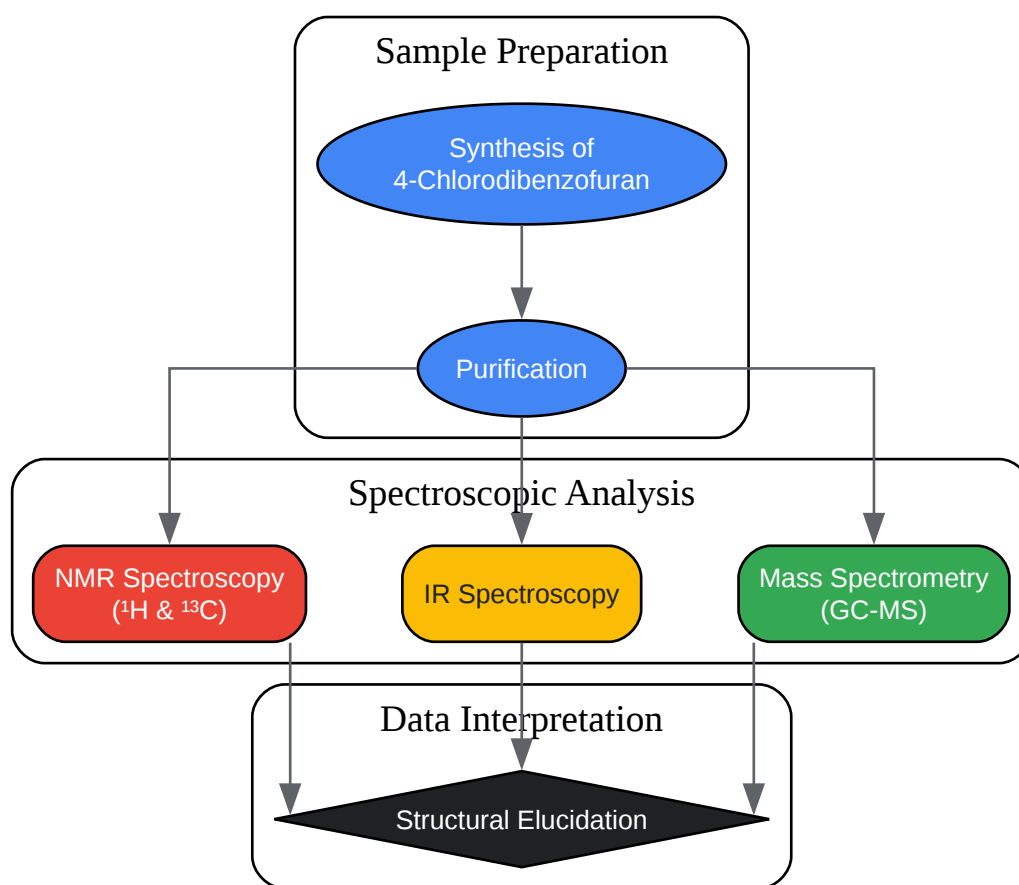 Sample Preparation
Synthesis of
4-Chlorodibenzofuran
Purification
Spectroscopic Analysis
NMR Spectroscopy
(¹H & ¹³C)
IR Spectroscopy
Mass Spectrometry
(GC-MS)
Data Interpretation
Structural Elucidation